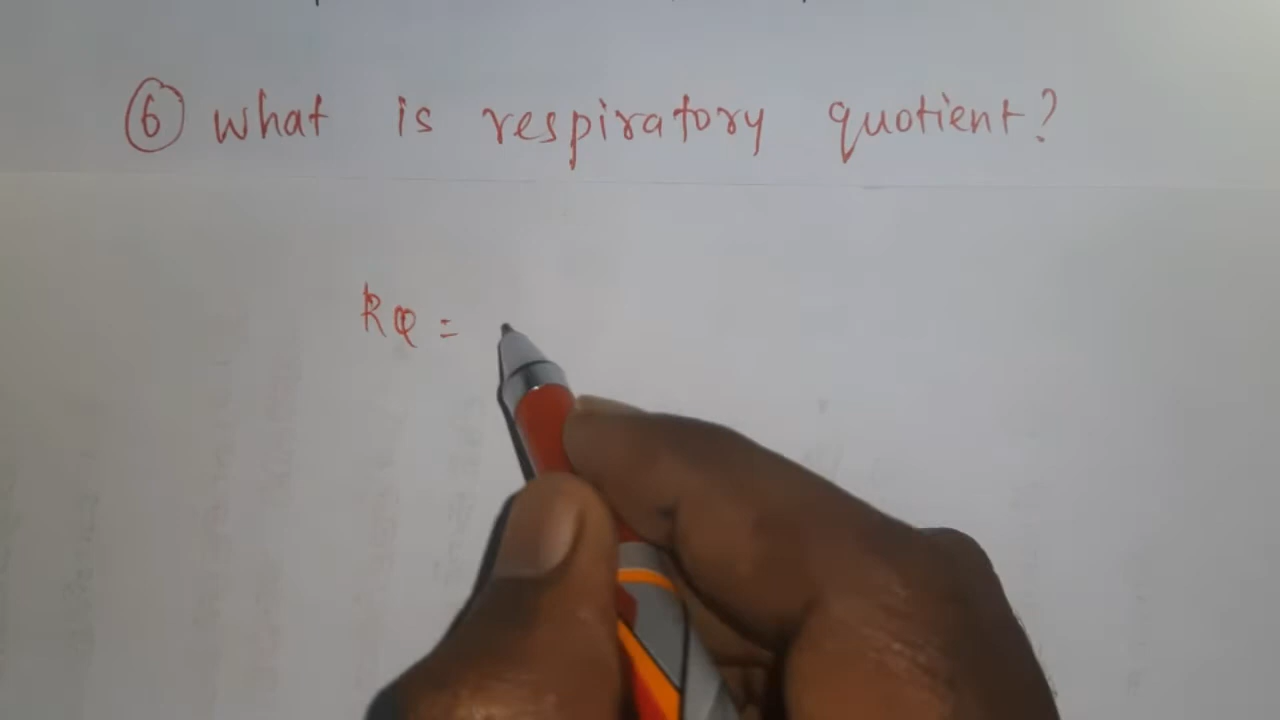 6 What is respiratory quotient?
RQ =